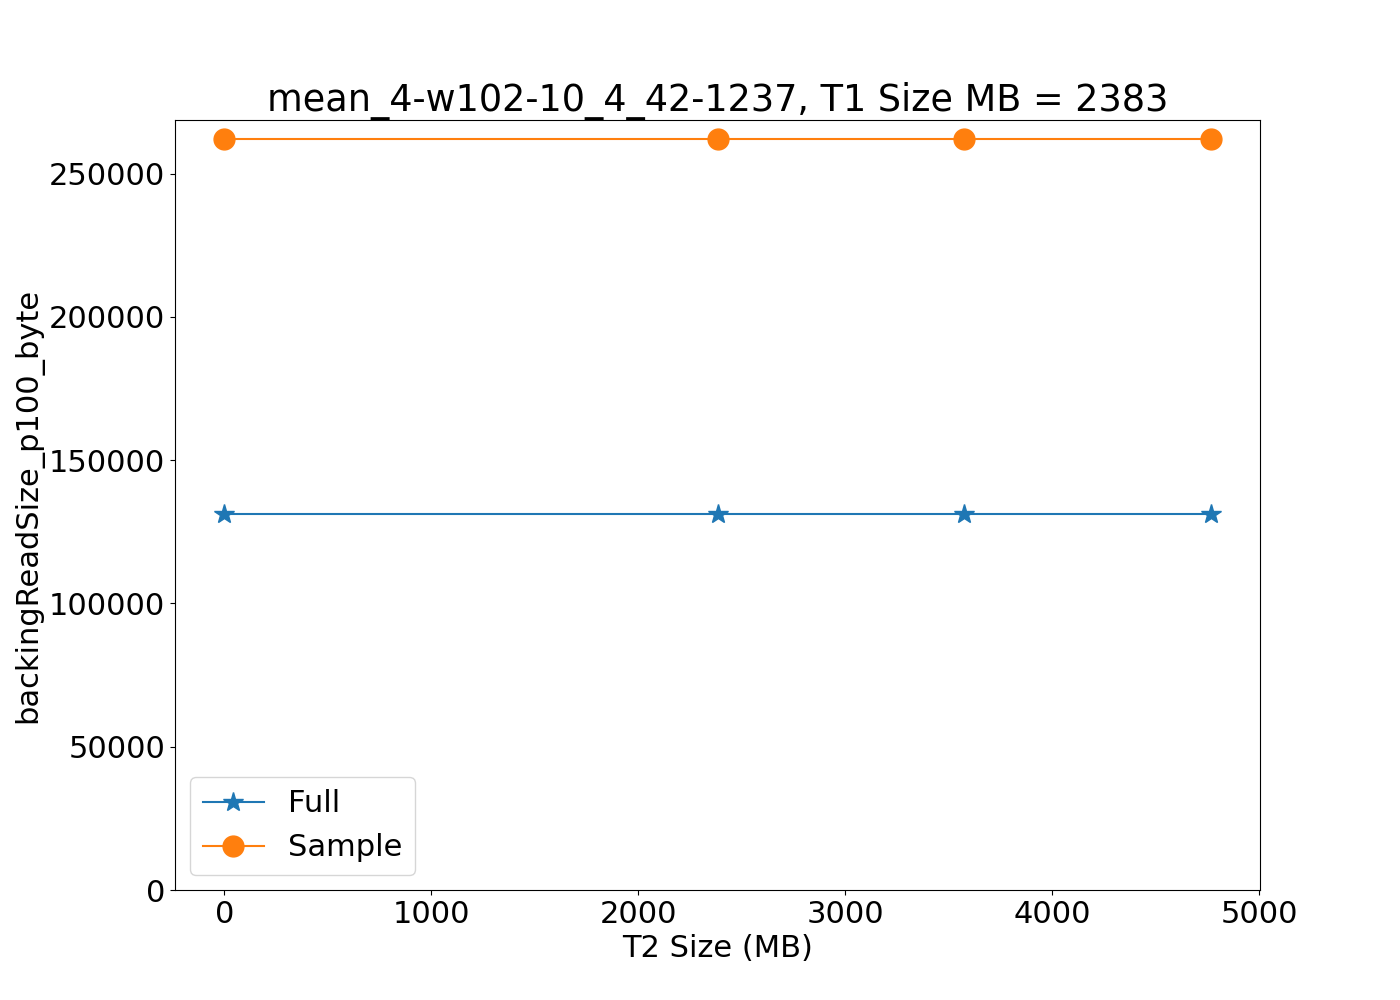 mean_4-w102-10_4_42-1237, T1 Size MB = 2383
backingReadSize_p100_byte
250000
200000
150000
100000
50000
0
Full
Sample
0 1000 2000 3000 4000 5000
T2 Size (MB)